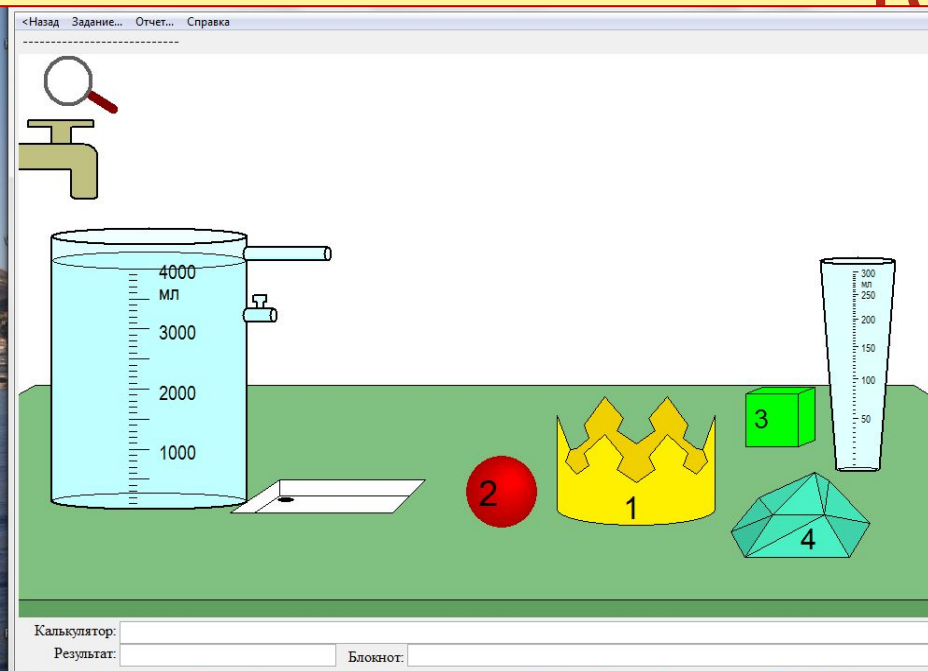 <Назад Задание... Отчет... Справка
----------------------------
4000
мл
3000
2000
1000
300
мл
250
200
150
100
50
3
2
1
4
Калькулятор:
Результат:
Блокнот: